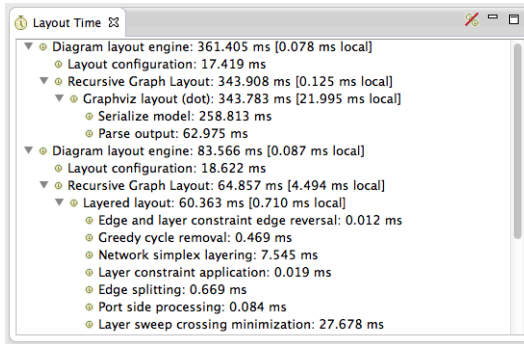 Layout Time
Diagram layout engine: 361.405 ms [0.078 ms local]
Layout configuration: 17.419 ms
Recursive Graph Layout: 343.908 ms [0.125 ms local]
Graphviz layout (dot): 343.783 ms [21.995 ms local]
Serialize model: 258.813 ms
Parse output: 62.975 ms
Diagram layout engine: 83.566 ms [0.087 ms local]
Layout configuration: 18.622 ms
Recursive Graph Layout: 64.857 ms [4.494 ms local]
Layered layout: 60.363 ms [0.710 ms local]
Edge and layer constraint edge reversal: 0.012 ms
Greedy cycle removal: 0.469 ms
Network simplex layering: 7.545 ms
Layer constraint application: 0.019 ms
Edge splitting: 0.669 ms
Port side processing: 0.084 ms
Layer sweep crossing minimization: 27.678 ms